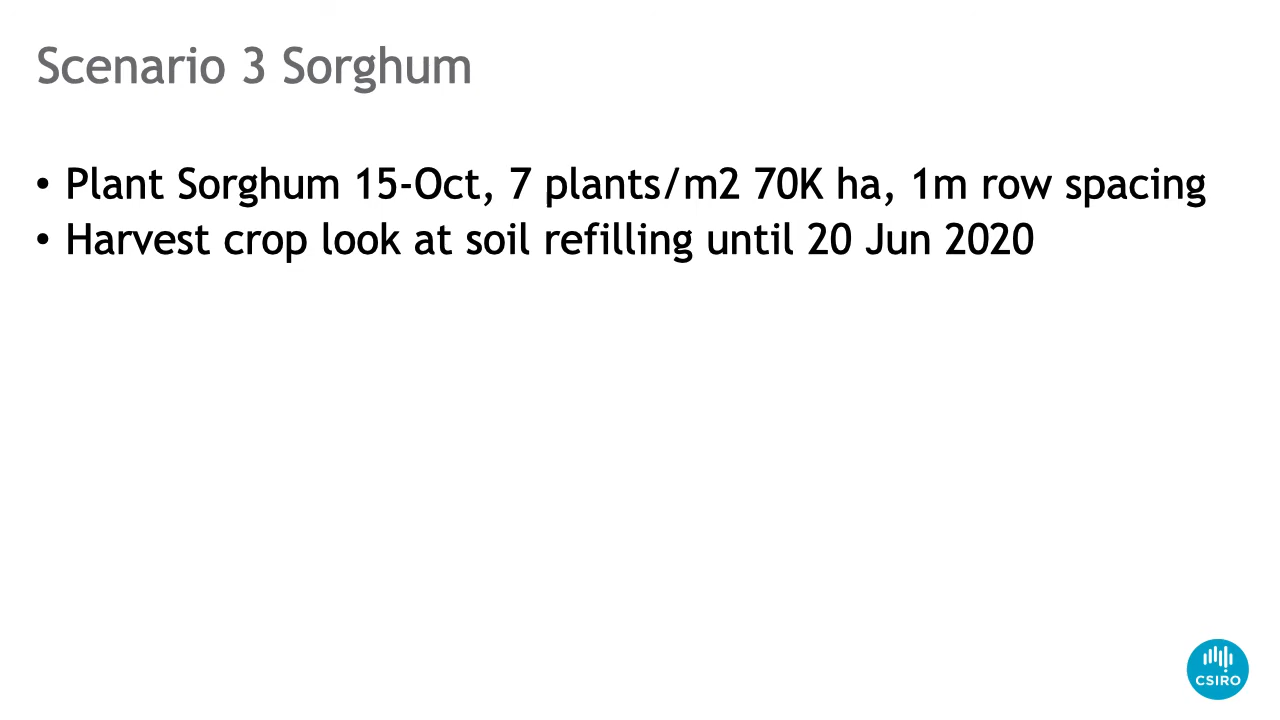 Scenario 3 Sorghum
• Plant Sorghum 15-Oct, 7 plants/m2 70K ha, 1m row spacing
• Harvest crop look at soil refilling until 20 Jun 2020
CSIRO